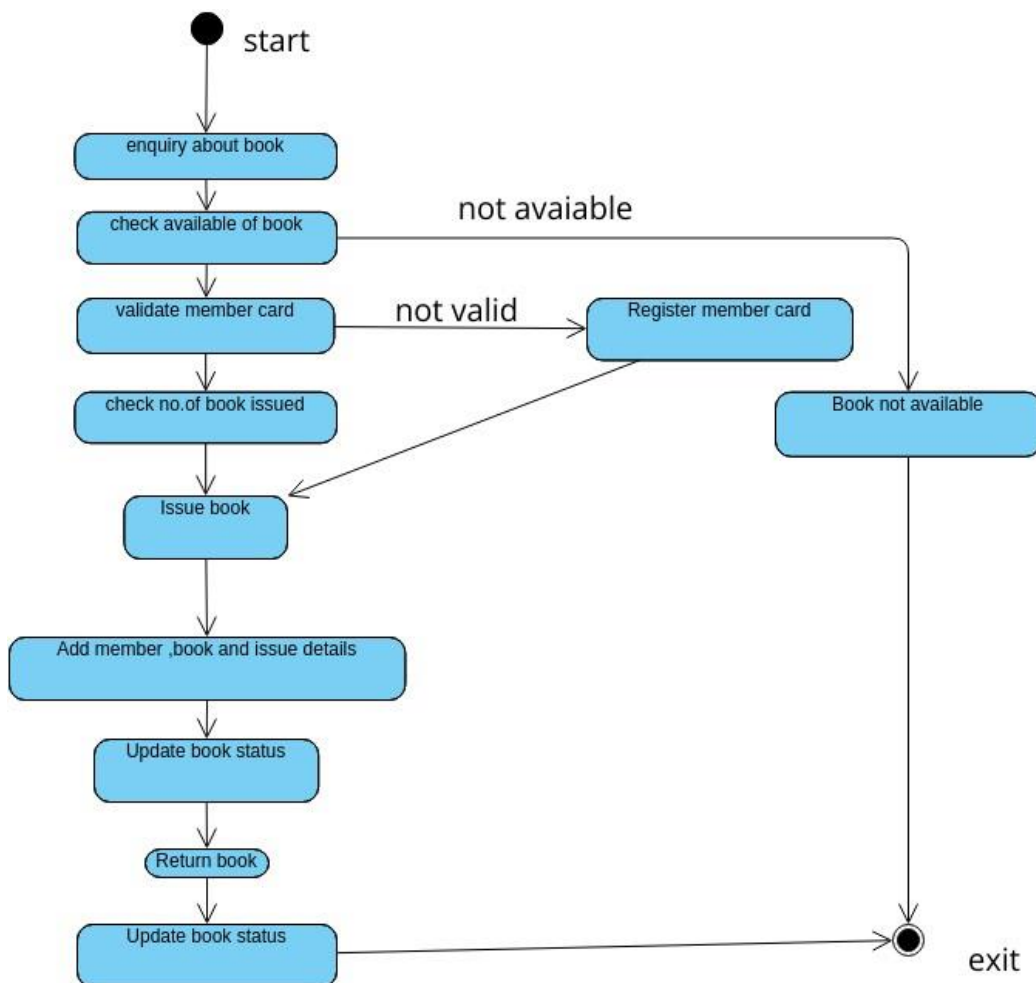 start
enquiry about book
not avaiable
check available of book
not valid
validate member card
Register member card
check no.of book issued
Book not available
Issue book
Add member ,book and issue details
Update book status
Return book
Update book status
exit